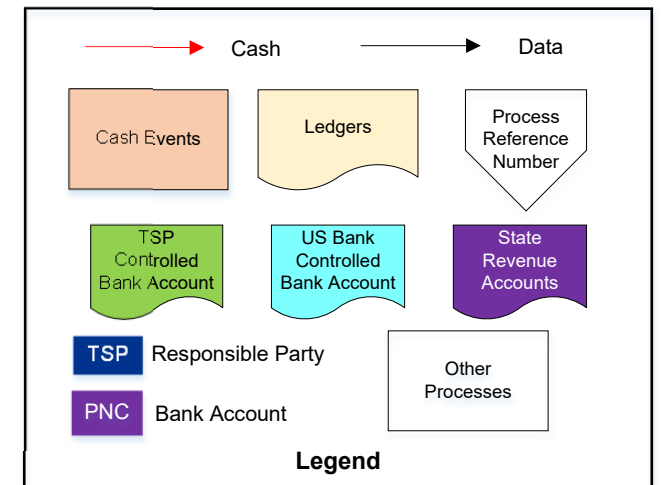 Cash
Data
Cash Events
Ledgers
Process
Reference
Number
TSP
Controlled
Bank Account
US Bank
Controlled
Bank Account
State
Revenue
Accounts
TSP
Responsible Party
PNC
Bank Account
Other
Processes
Legend